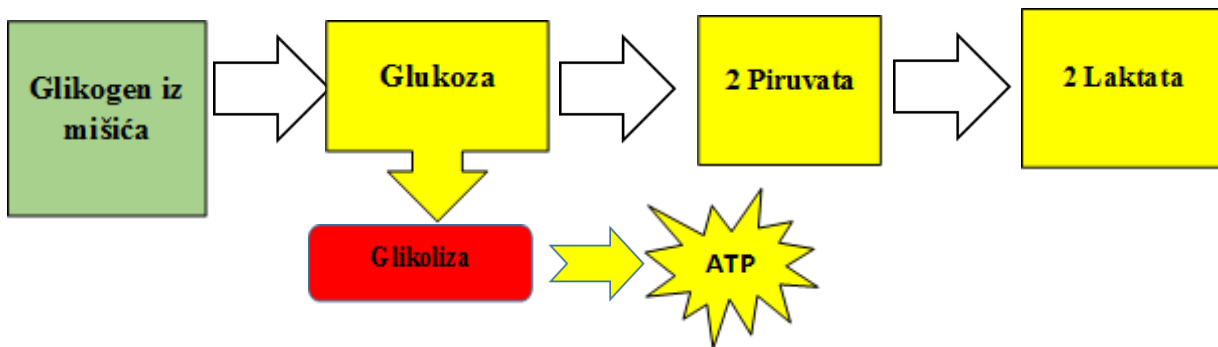 Glikogen iz
mišića
Glukoza
2 Piruvata
2 Laktata
Glikoliza
ATP